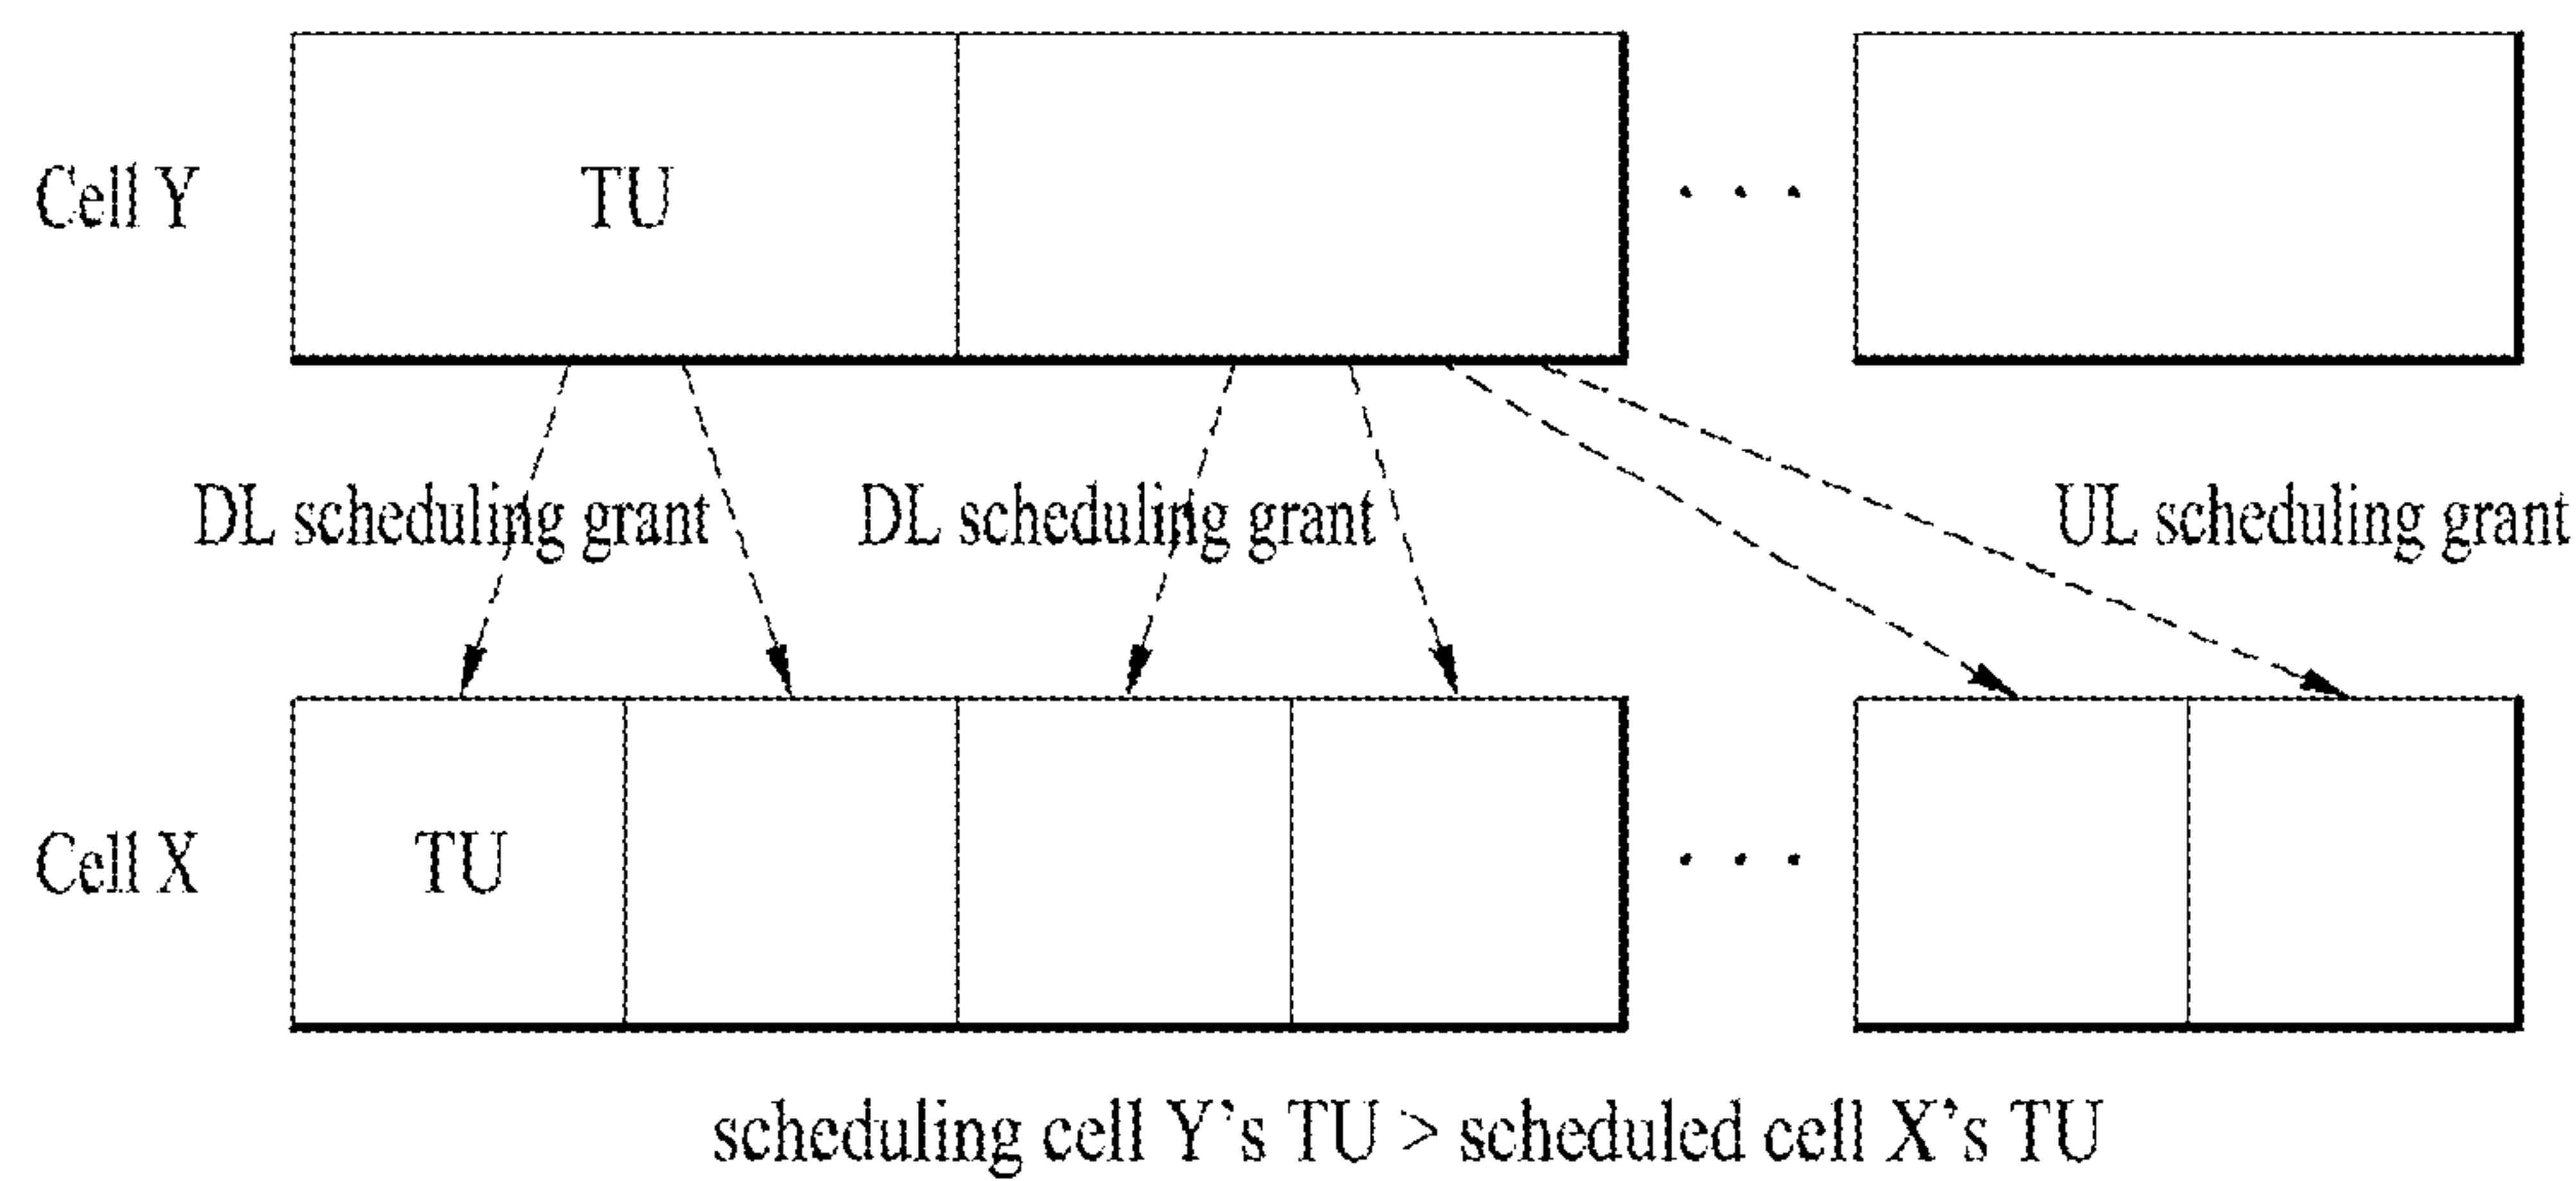 Cell Y
TU
. . .
DL scheduling grant
DL scheduling grant
UL scheduling grant
Cell X
TU
. . .
scheduling cell Y's TU > scheduled cell X's TU